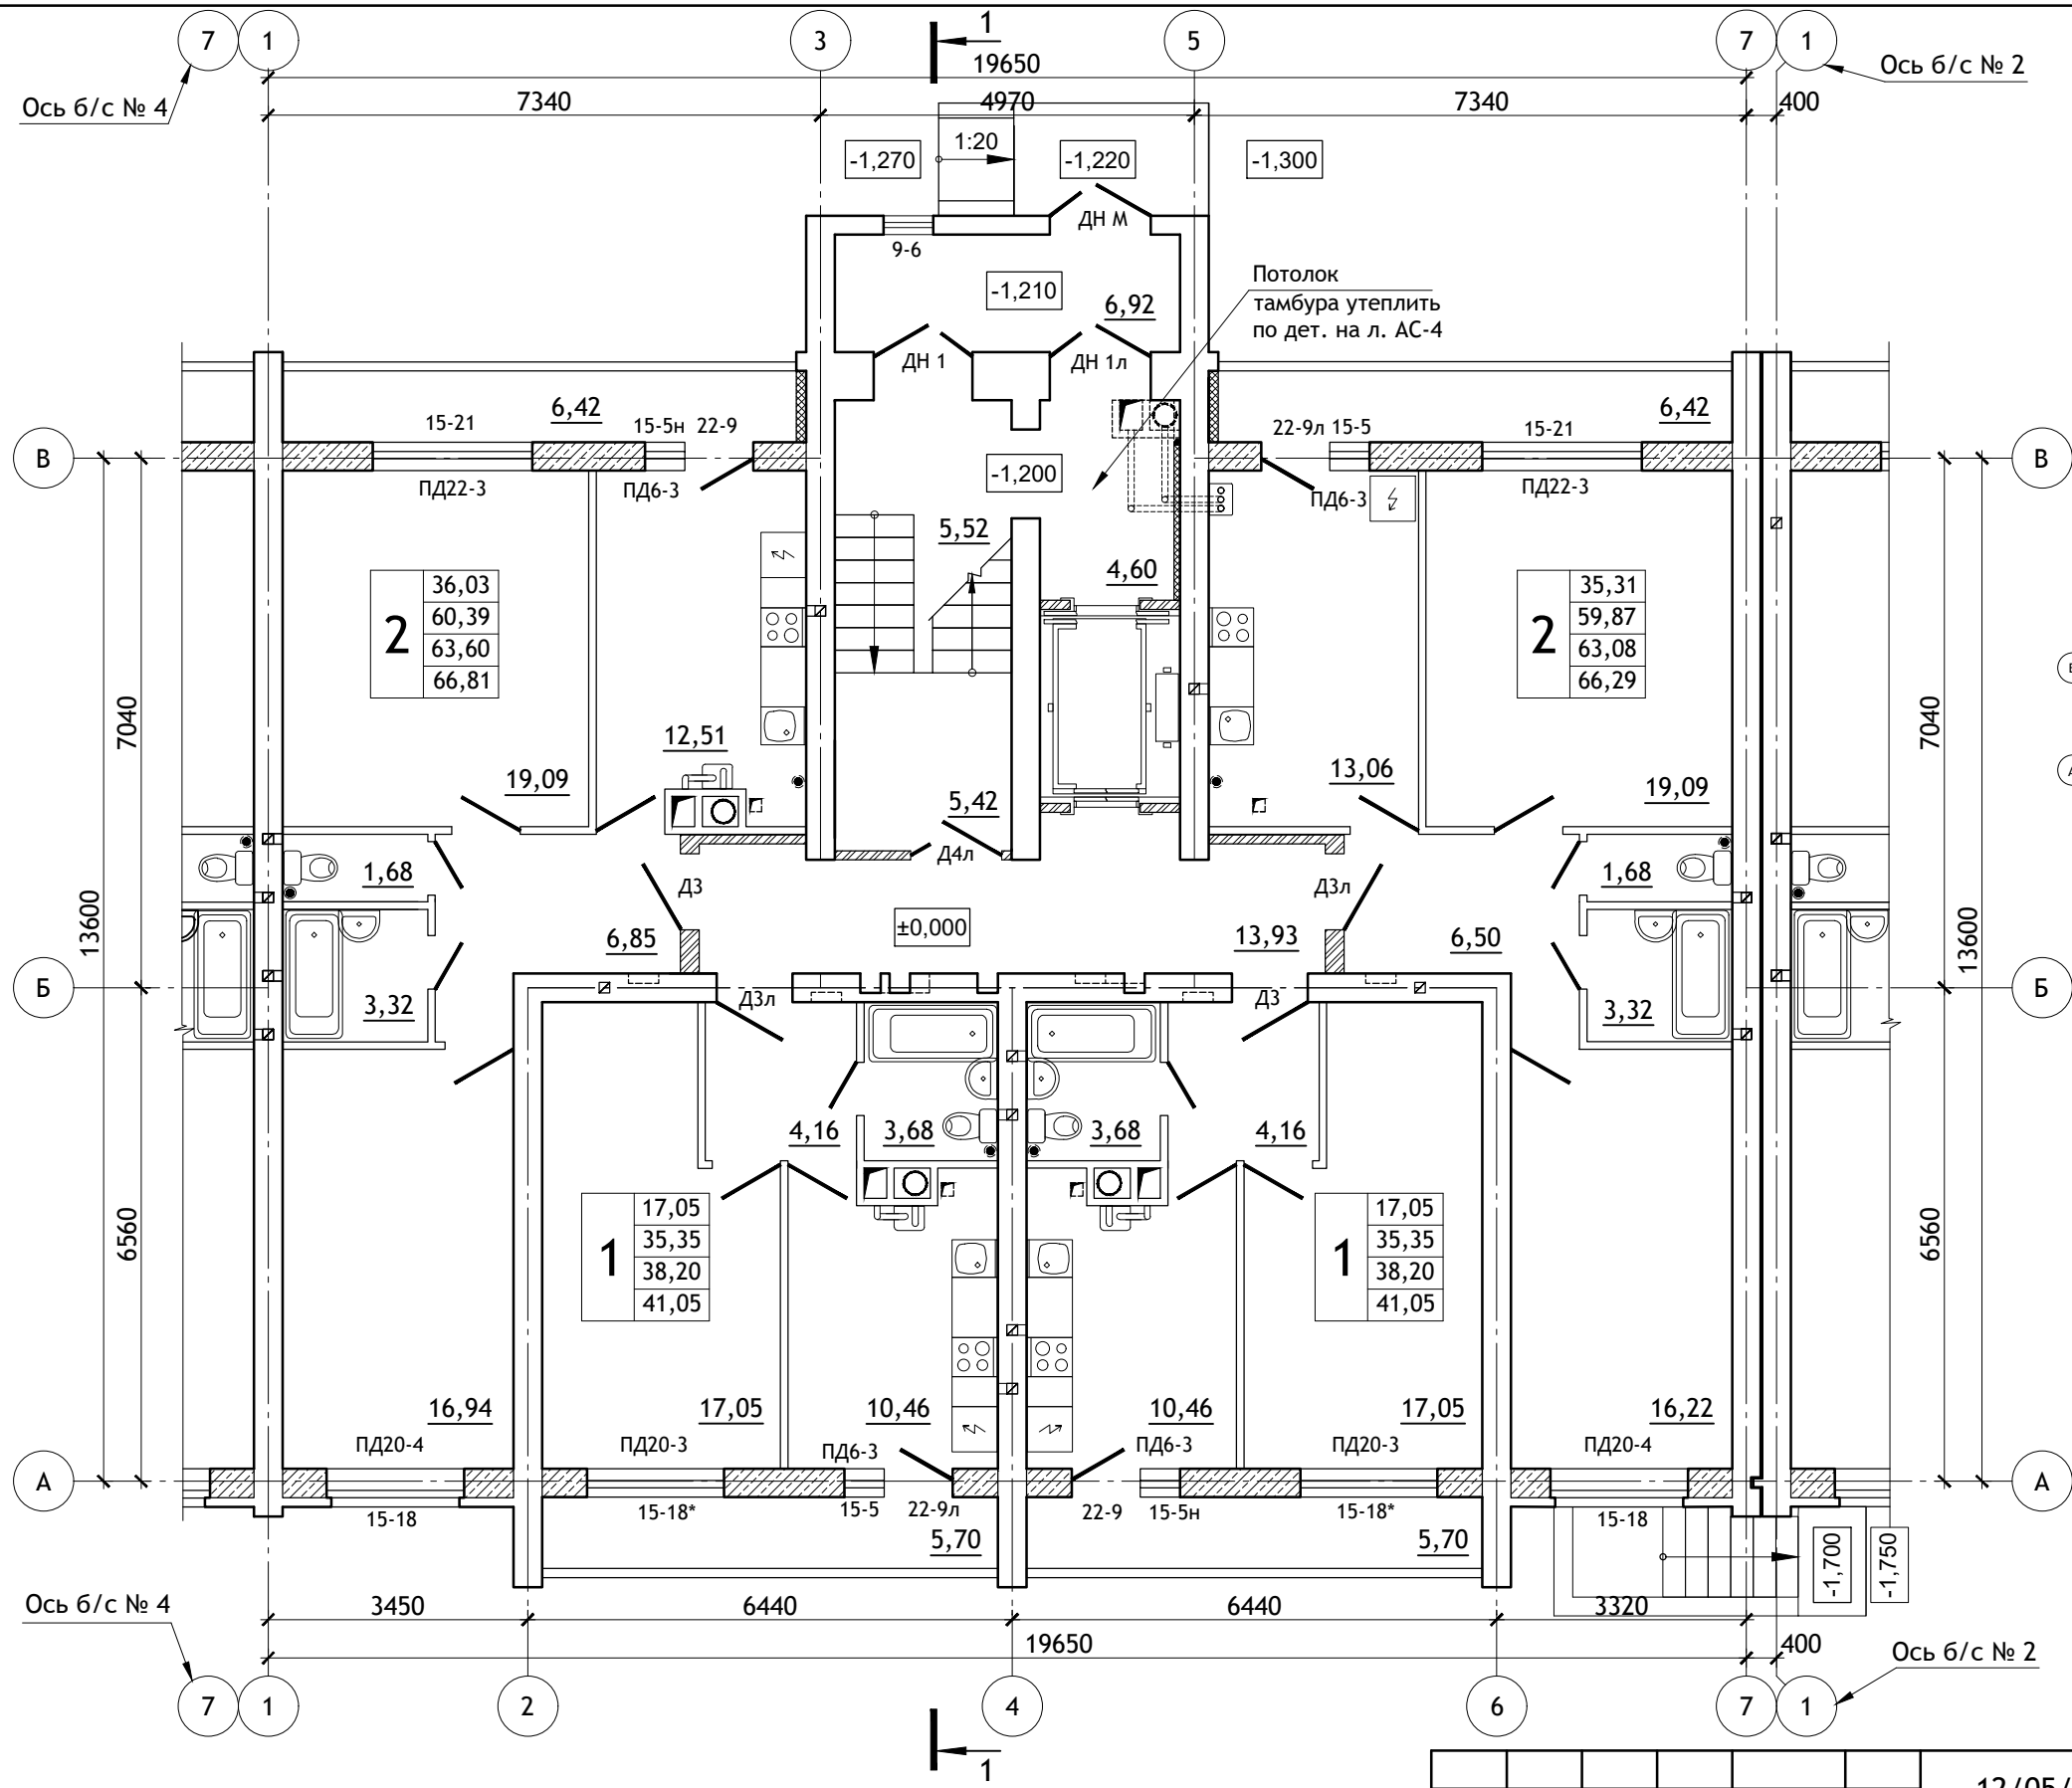 1
7 1 3 5 7 1
19650
Ось б/с № 4
Ось б/с № 2
7340 4970 7340 400
-1,270 1:20 -1,220 -1,300
ДН М
9-6
Потолок
тамбура утеплить
по дет. на л. АС-4
-1,210
6,92
ДН 1 ДН 1л
15-21 6,42 15-5н 22-9
22-9л 15-5 15-21 6,42
В В
-1,200
ПД22-3 ПД6-3
ПД6-3 ПД22-3
5,52
4,60
2
36,03
60,39
63,60
66,81
2
35,31
59,87
63,08
66,29
7040 7040
12,51
19,09
5,42
13,06
19,09
Д4л
1,68 Д3 Д3л 1,68
13600 13600
6,85 ±0,000 13,93 6,50
Б Б
3,32 Д3л Д3 3,32
4,16 3,68 3,68 4,16
1
17,05
35,35
38,20
41,05
1
17,05
35,35
38,20
41,05
6560 6560
16,94 17,05 10,46 10,46 17,05 16,22
ПД20-4 ПД20-3 ПД6-3 ПД6-3 ПД20-3 ПД20-4
А А
15-18 15-18* 15-5 22-9л 22-9 15-5н 15-18* 15-18
5,70 5,70
-1,700 -1,750
Ось б/с № 4
3450 6440 6440 3320
19650 400
Ось б/с № 2
7 1 2 4 6 7 1
1
12/05/